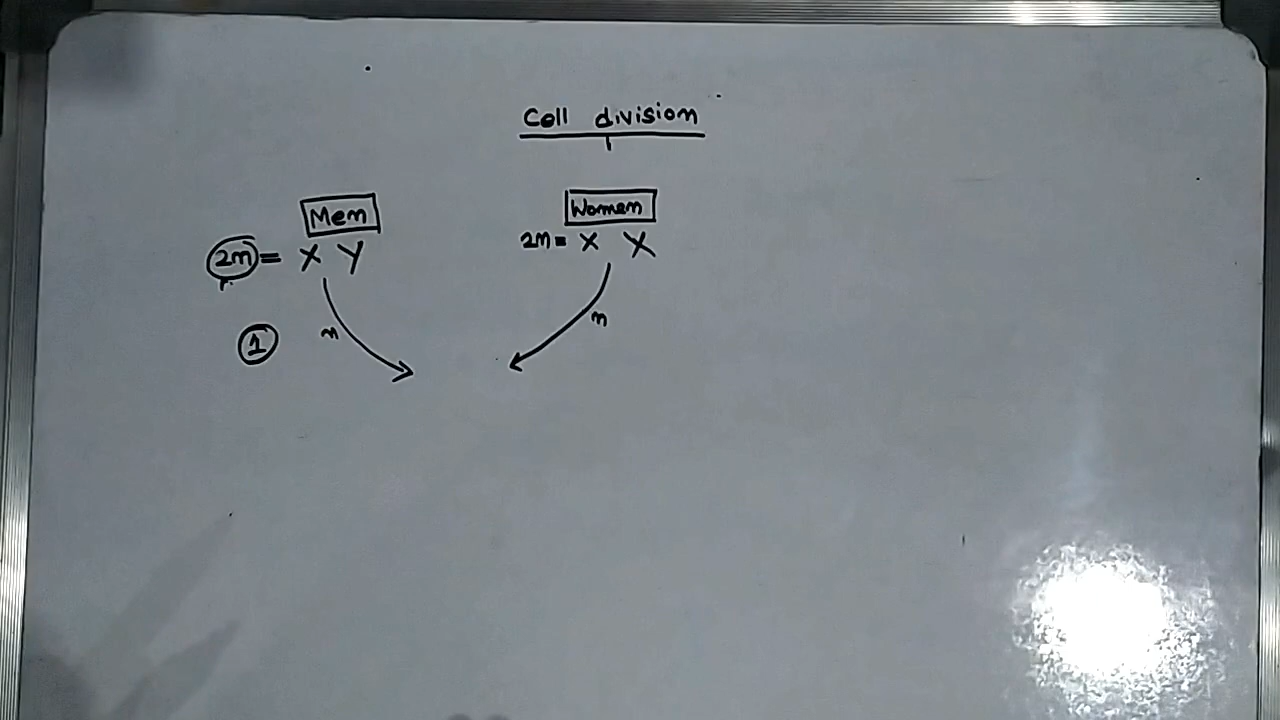 Cell division
Men
Women
2n = X Y
2n = X X
n
n
1